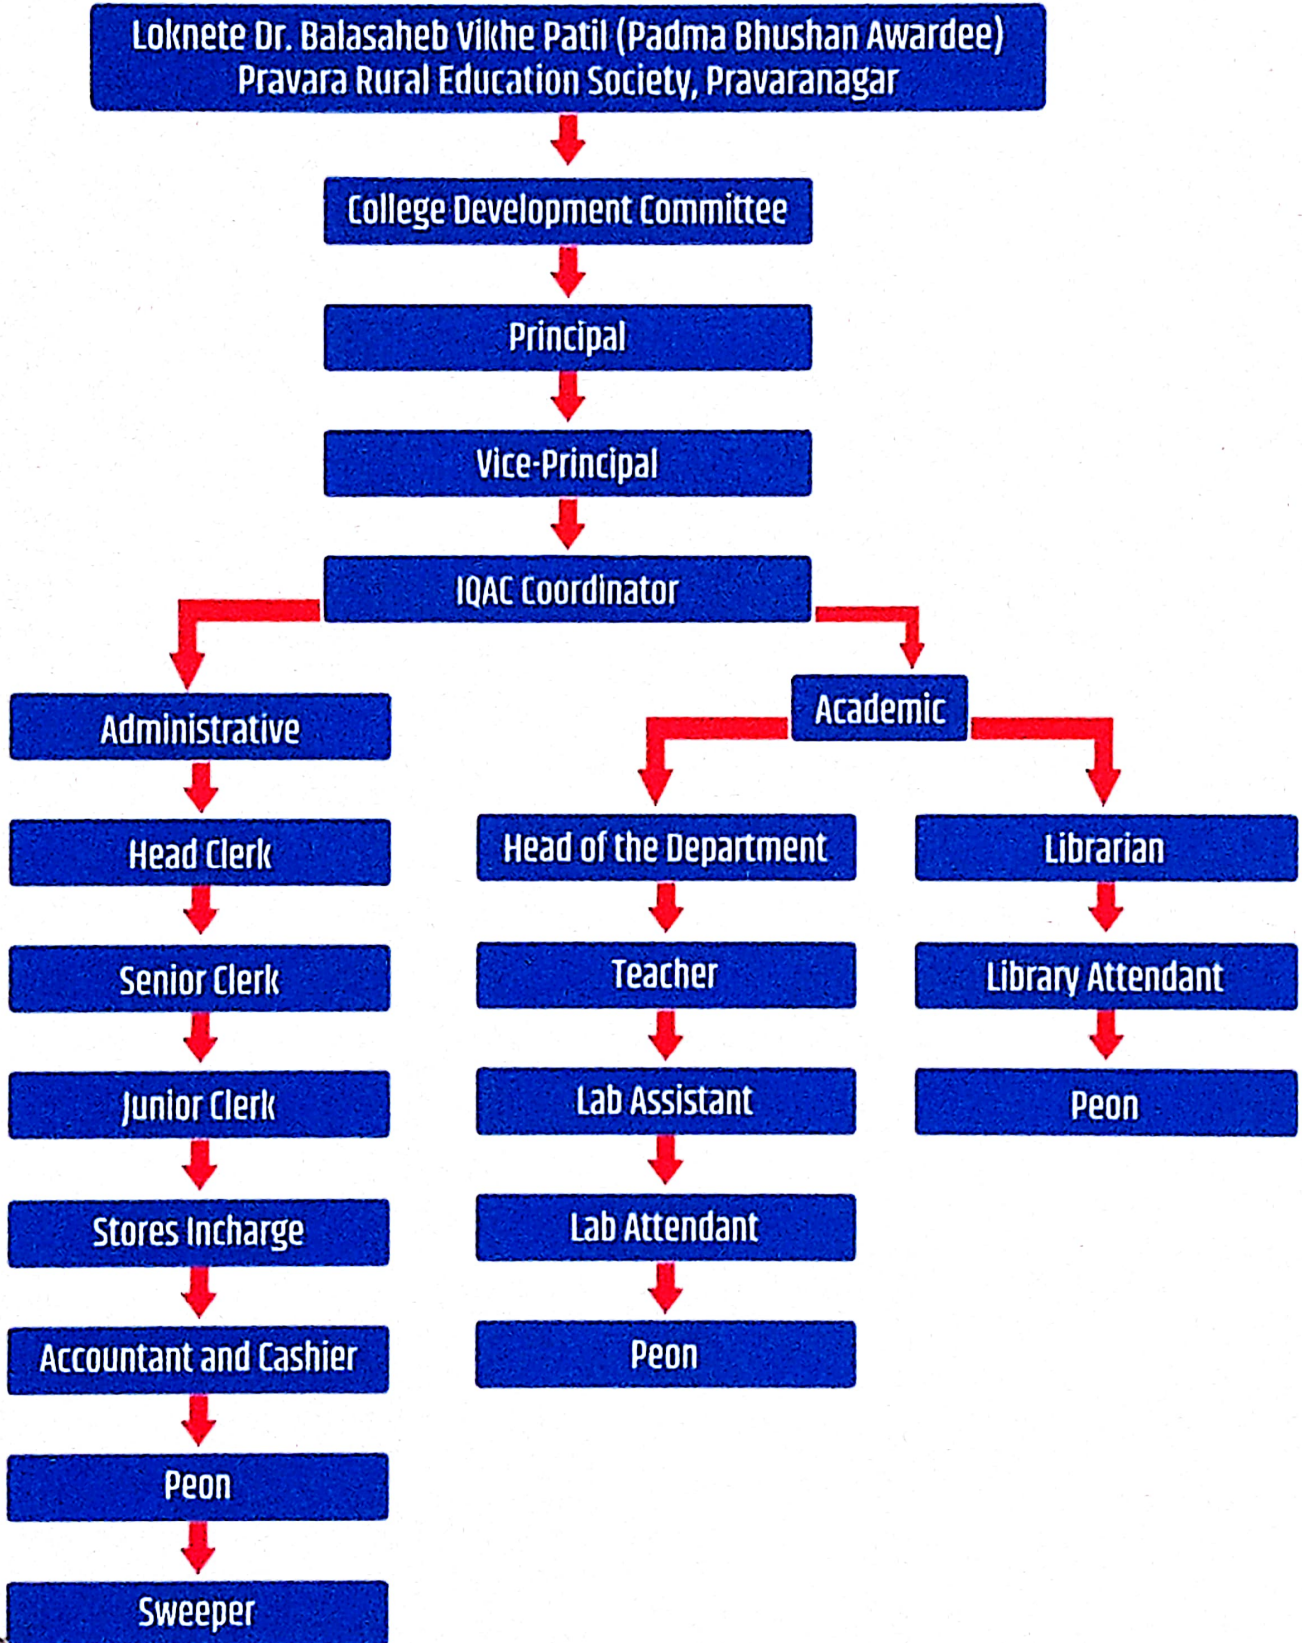 Loknete Dr. Balasaheb Vikhe Patil (Padma Bhushan Awardee)
Pravara Rural Education Society, Pravaranagar
College Development Committee
Principal
Vice-Principal
IQAC Coordinator
Administrative
Head Clerk
Senior Clerk
Junior Clerk
Stores Incharge
Accountant and Cashier
Peon
Sweeper
Academic
Head of the Department
Teacher
Lab Assistant
Lab Attendant
Peon
Librarian
Library Attendant
Peon